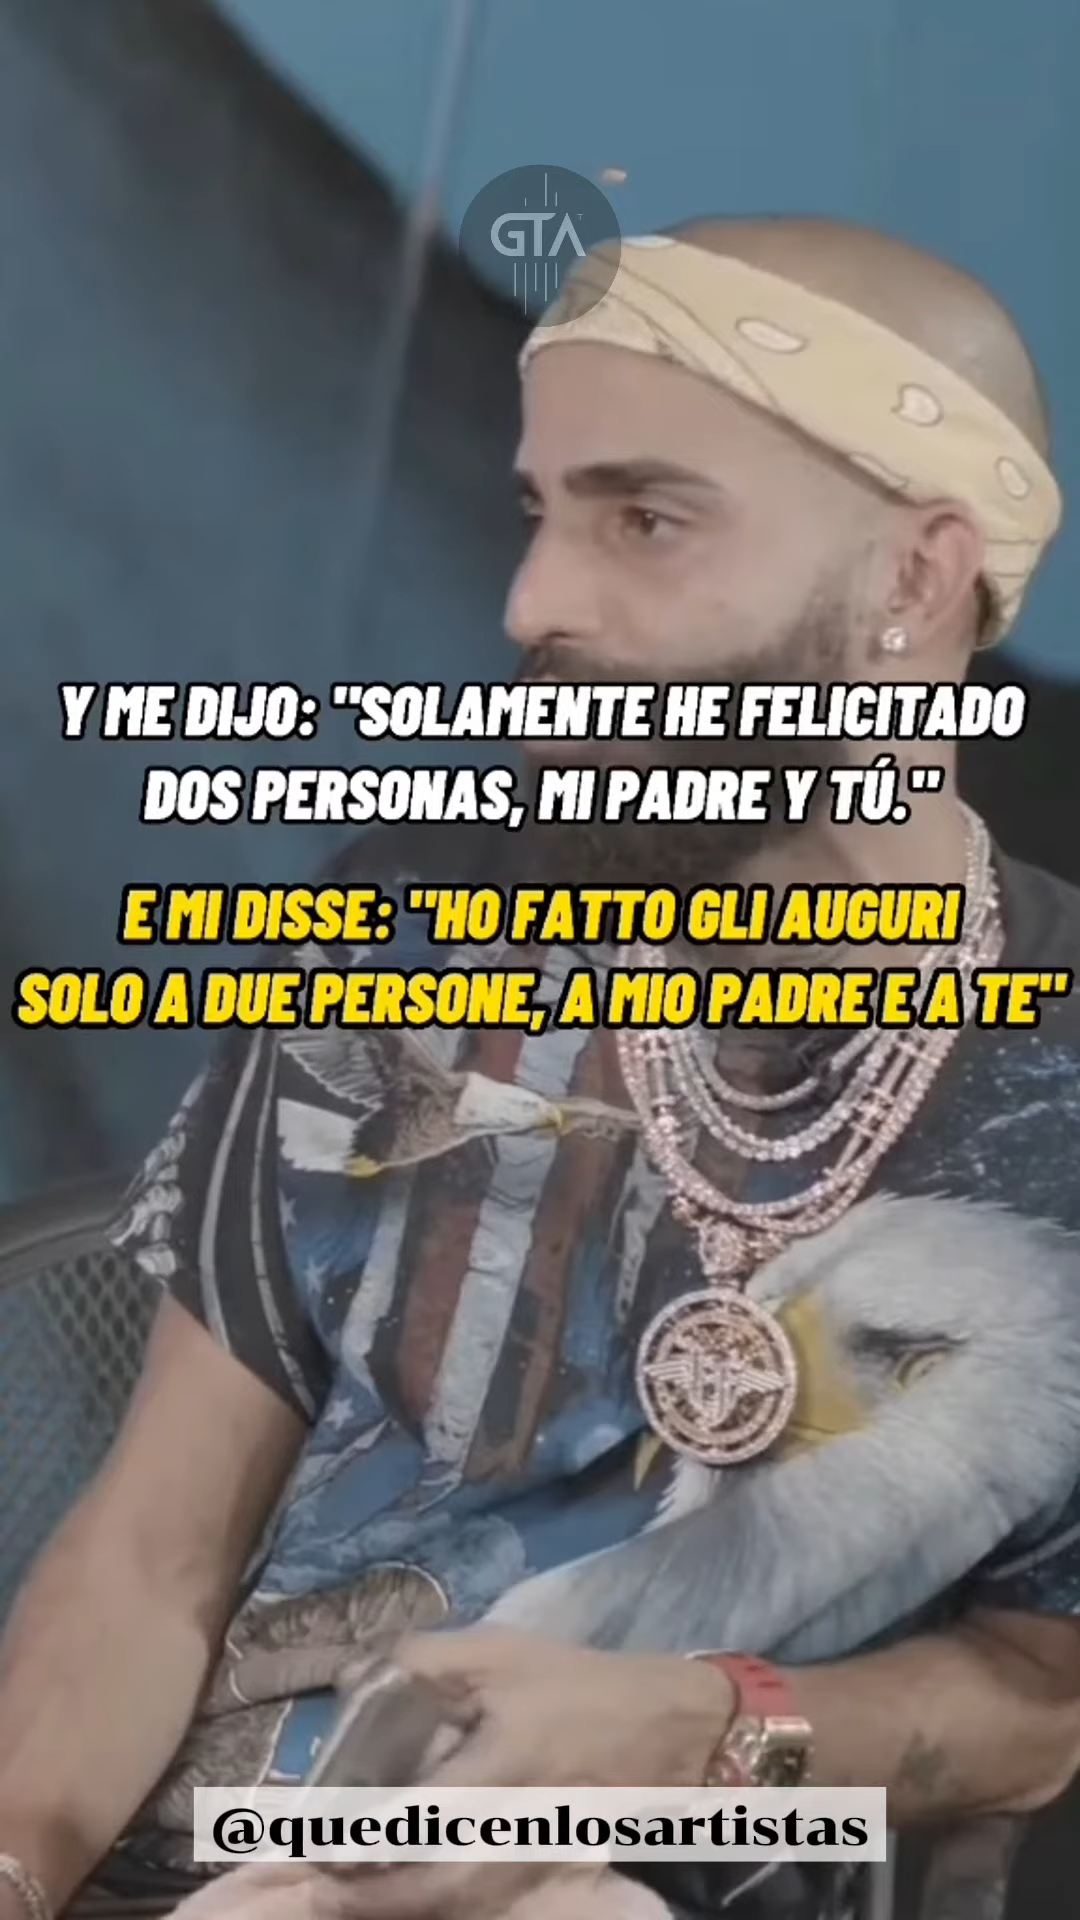 GTA
Y ME DIJO: "SOLAMENTE HE FELICITADO
DOS PERSONAS, MI PADRE Y TÚ."
E MI DISSE: "HO FATTO GLI AUGURI
SOLO A DUE PERSONE, A MIO PADRE E A TE"
@quedicenlosartistas